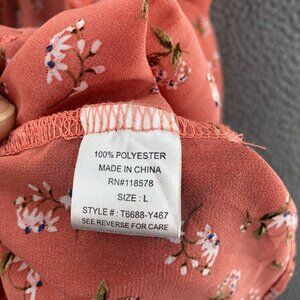 100% POLYESTER
MADE IN CHINA
RN#118578
SIZE : L
STYLE # : T6688-Y467
SEE REVERSE FOR CARE